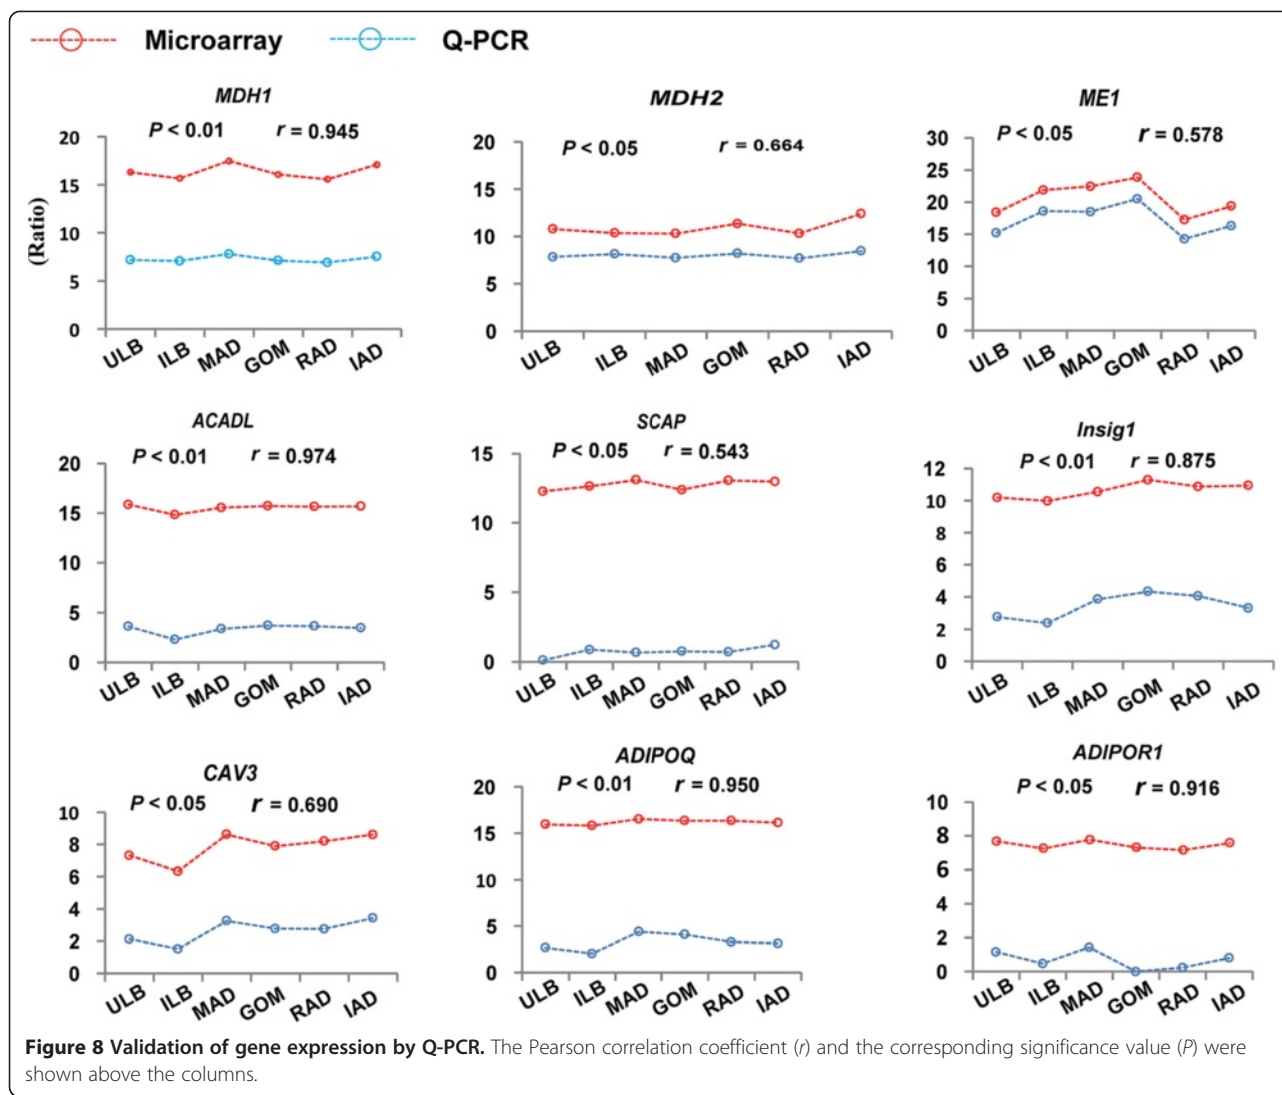 Microarray Q-PCR
MDH1
P < 0.01 r = 0.945
(Ratio)
20
15
10
5
0
ULB ILB MAD GOM RAD IAD
MDH2
P < 0.05 r = 0.664
20
15
10
5
0
ULB ILB MAD GOM RAD IAD
ME1
P < 0.05 r = 0.578
30
25
20
15
10
5
0
ULB ILB MAD GOM RAD IAD
ACADL
P < 0.01 r = 0.974
20
15
10
5
0
ULB ILB MAD GOM RAD IAD
SCAP
P < 0.05 r = 0.543
15
10
5
0
ULB ILB MAD GOM RAD IAD
Insig1
P < 0.01 r = 0.875
12
10
8
6
4
2
0
ULB ILB MAD GOM RAD IAD
CAV3
P < 0.05 r = 0.690
10
8
6
4
2
0
ULB ILB MAD GOM RAD IAD
ADIPOQ
P < 0.01 r = 0.950
20
15
10
5
0
ULB ILB MAD GOM RAD IAD
ADIPOR1
P < 0.05 r = 0.916
10
8
6
4
2
0
ULB ILB MAD GOM RAD IAD
Figure 8 Validation of gene expression by Q-PCR. The Pearson correlation coefficient (r) and the corresponding significance value (P) were
shown above the columns.